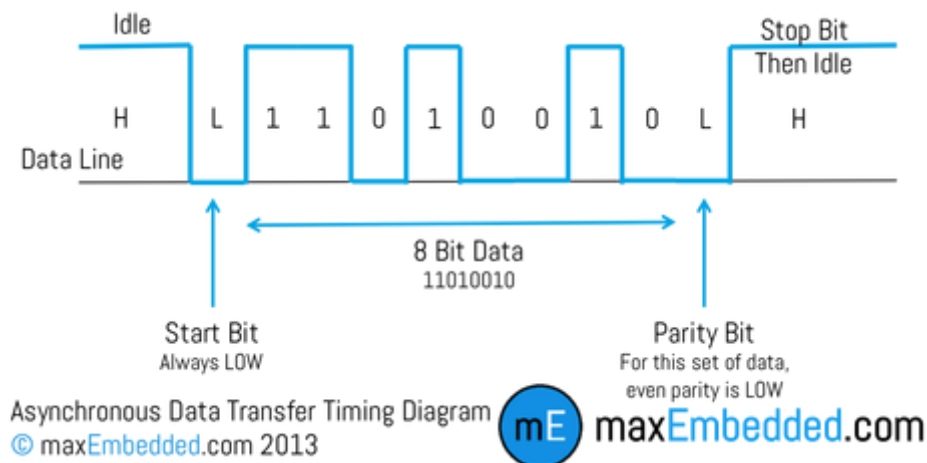 Idle
Stop Bit
Then Idle
H L 1 1 0 1 0 0 1 0 L H
Data Line
8 Bit Data
11010010
Start Bit
Always LOW
Parity Bit
For this set of data,
even parity is LOW
Asynchronous Data Transfer Timing Diagram
© maxEmbedded.com 2013
mE maxEmbedded.com